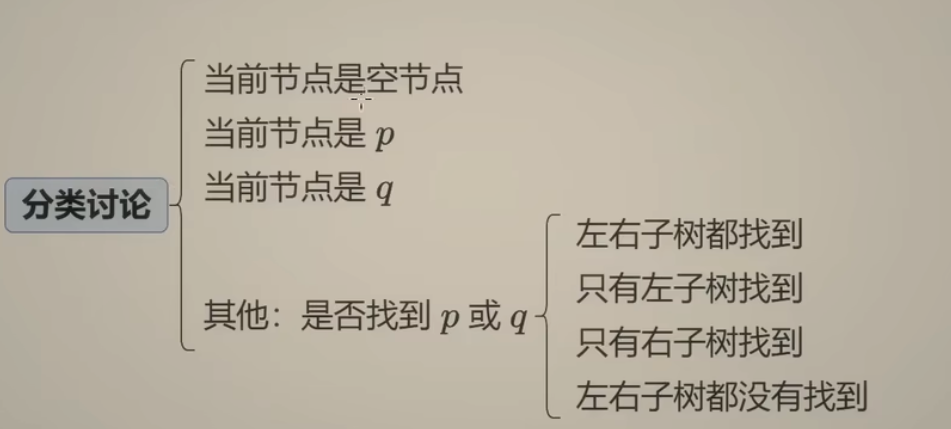 分类讨论
当前节点是空节点
当前节点是 p
当前节点是 q
其他：是否找到 p 或 q
左右子树都找到
只有左子树找到
只有右子树找到
左右子树都没有找到